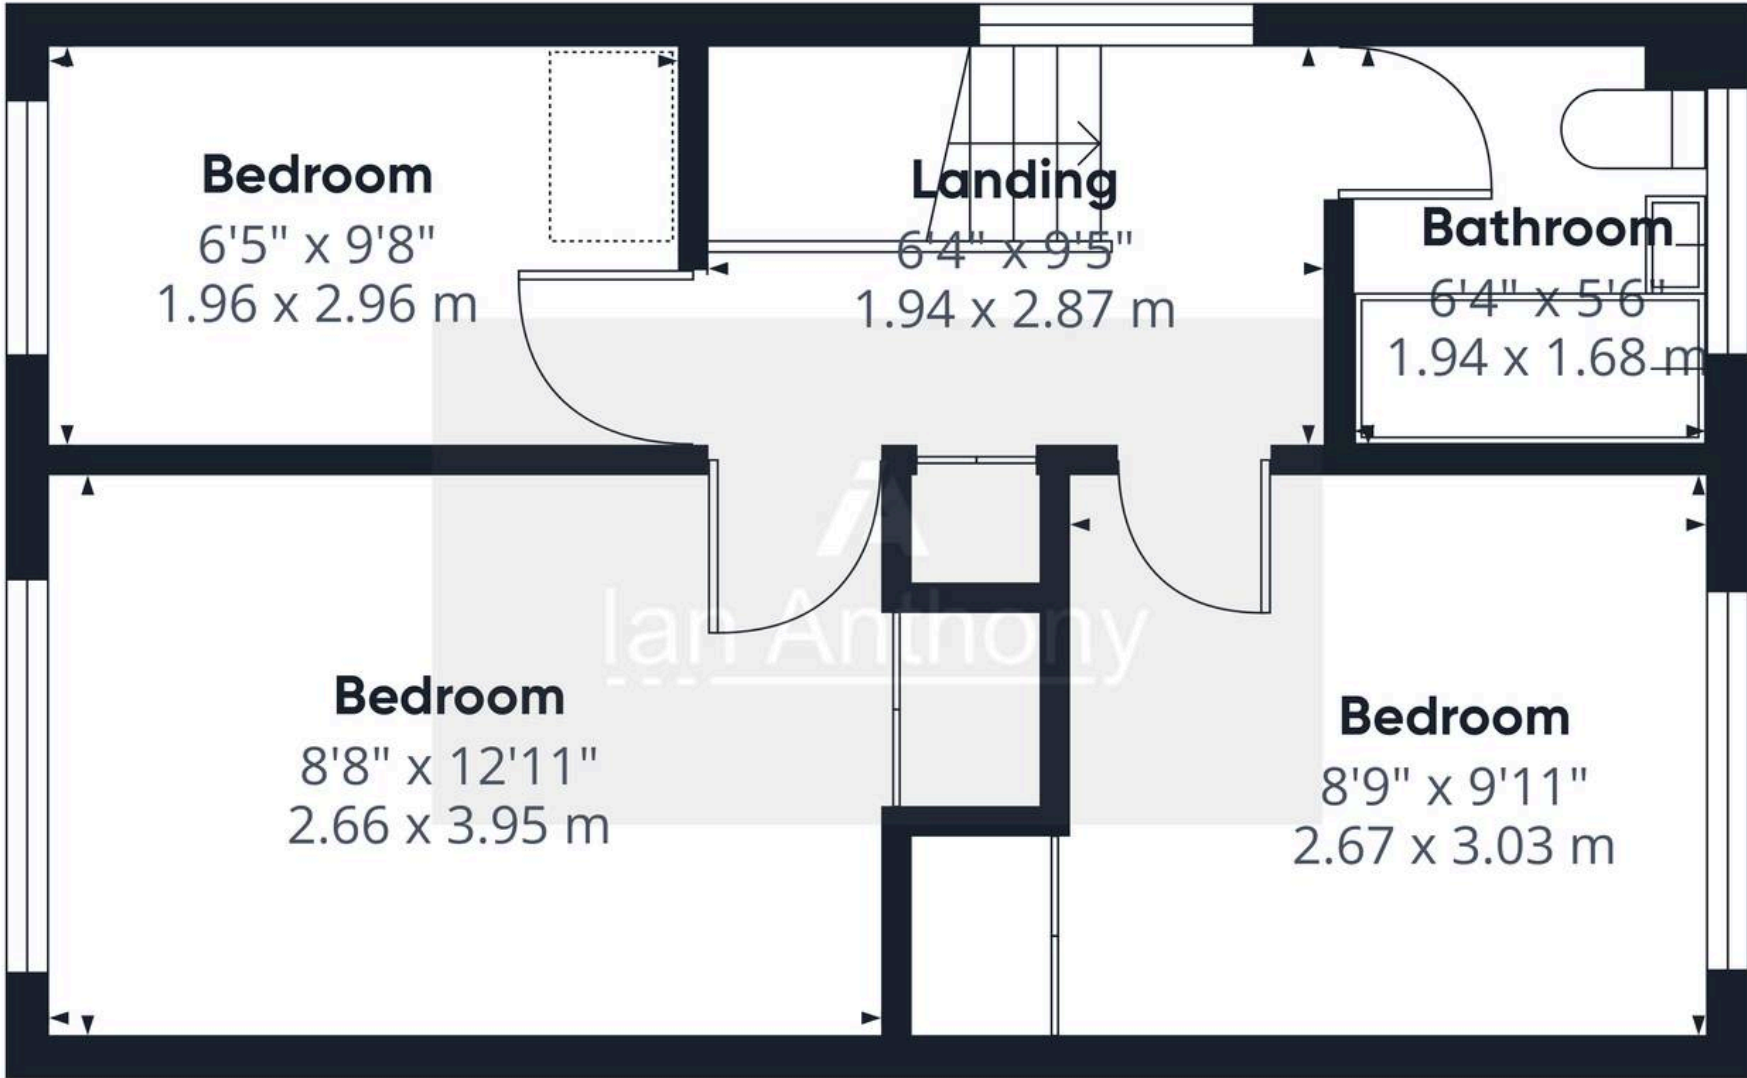 Bedroom
6'5" x 9'8"
1.96 x 2.96 m
Landing
6'4" x 9'5"
1.94 x 2.87 m
Bathroom
6'4" x 5'6"
1.94 x 1.68 m
iA
Ian Anthony
Bedroom
8'8" x 12'11"
2.66 x 3.95 m
Bedroom
8'9" x 9'11"
2.67 x 3.03 m